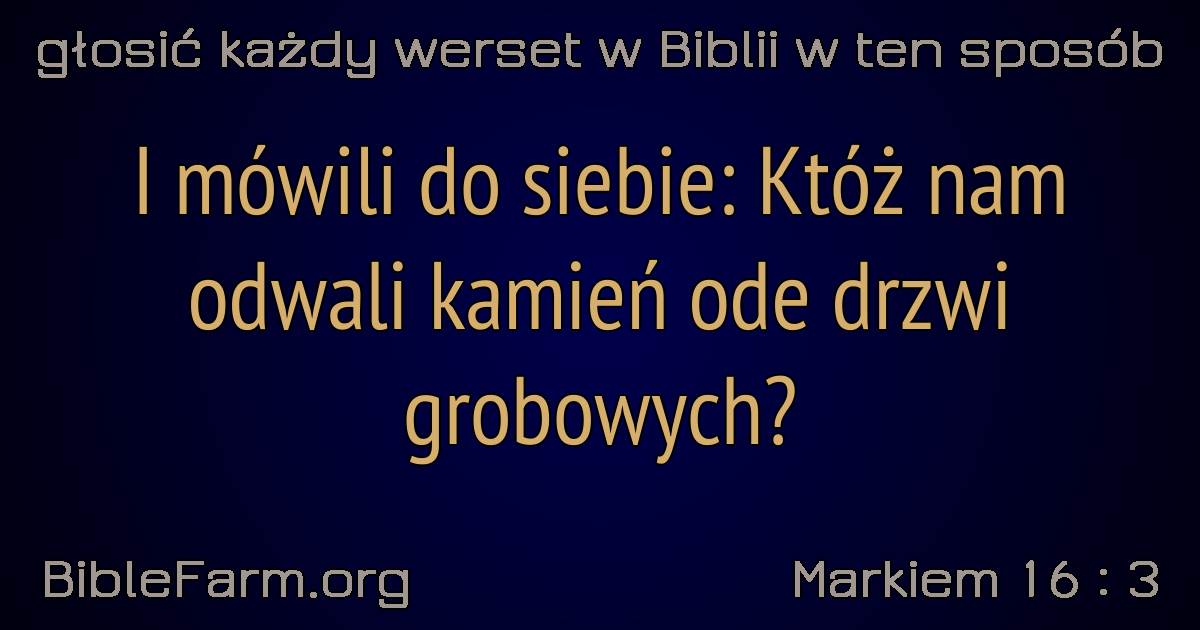 głosić każdy werset w Biblii w ten sposób
I mówili do siebie: Któż nam
odwali kamień ode drzwi
grobowych?
BibleFarm.org
Markiem 16 : 3